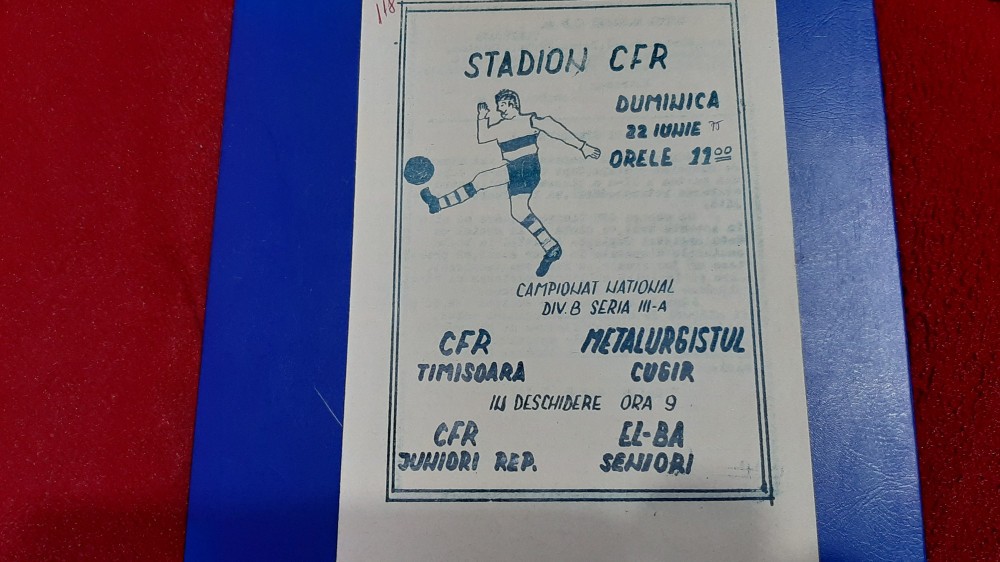 118
STADION CFR
DUMINICA
22 IUNIE
ORELE 11⁰⁰
CAMPIONAT NATIONAL
DIV. B SERIA III-A
CFR METALURGISTUL
TIMISOARA CUGIR
IN DESCHIDERE ORA 9
CFR EL-BA
JUNIORI REP. SENIORI